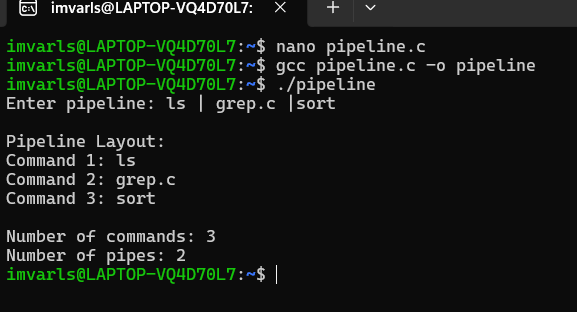 imvarls@LAPTOP-VQ4D70L7:
imvarls@LAPTOP-VQ4D70L7:~$ nano pipeline.c
imvarls@LAPTOP-VQ4D70L7:~$ gcc pipeline.c -o pipeline
imvarls@LAPTOP-VQ4D70L7:~$ ./pipeline
Enter pipeline: ls | grep.c |sort
Pipeline Layout:
Command 1: ls
Command 2: grep.c
Command 3: sort
Number of commands: 3
Number of pipes: 2
imvarls@LAPTOP-VQ4D70L7:~$